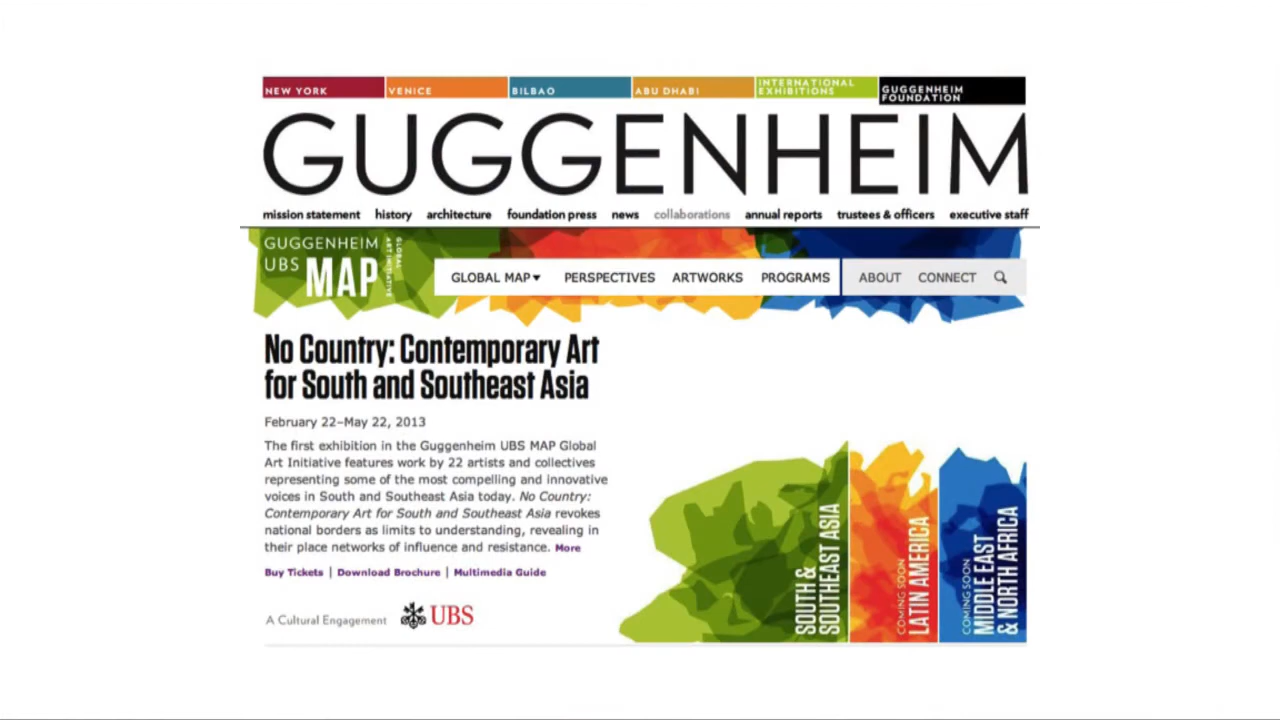 NEW YORK
VENICE
BILBAO
ABU DHABI
INTERNATIONAL
EXHIBITIONS
GUGGENHEIM
FOUNDATION
GUGGENHEIM
mission statement history architecture foundation press news collaborations annual reports trustees & officers executive staff
GUGGENHEIM
UBS MAP
GLOBAL
ART INITIATIVE
GLOBAL MAP▾ PERSPECTIVES ARTWORKS PROGRAMS ABOUT CONNECT
No Country: Contemporary Art
for South and Southeast Asia
February 22–May 22, 2013
The first exhibition in the Guggenheim UBS MAP Global
Art Initiative features work by 22 artists and collectives
representing some of the most compelling and innovative
voices in South and Southeast Asia today. No Country:
Contemporary Art for South and Southeast Asia revokes
national borders as limits to understanding, revealing in
their place networks of influence and resistance. More
Buy Tickets | Download Brochure | Multimedia Guide
A Cultural Engagement UBS
SOUTH &
SOUTHEAST ASIA
COMING SOON
LATIN AMERICA
COMING SOON
MIDDLE EAST
& NORTH AFRICA